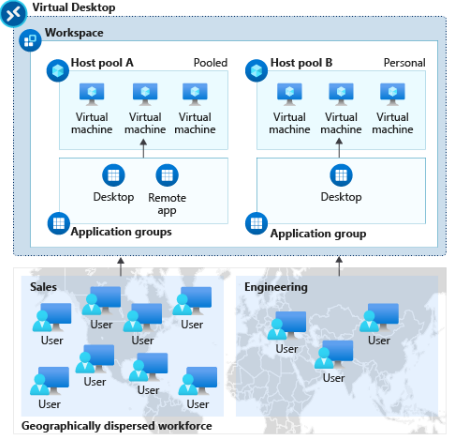 Virtual Desktop
Workspace
Host pool A
Pooled
Virtual
machine
Virtual
machine
Virtual
machine
Desktop
Remote
app
Application groups
Host pool B
Personal
Virtual
machine
Virtual
machine
Virtual
machine
Desktop
Application group
Sales
User
User
User
User
User
User
User
User
Engineering
User
User
User
Geographically dispersed workforce